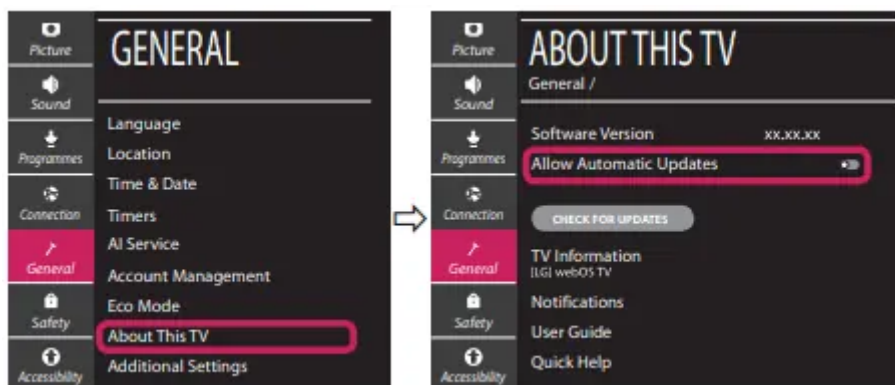 Picture
Sound
Programmes
Connection
General
Safety
Accessibility
GENERAL
Language
Location
Time & Date
Timers
AI Service
Account Management
Eco Mode
About This TV
Additional Settings
Picture
Sound
Programmes
Connection
General
Safety
Accessibility
ABOUT THIS TV
General /
Software Version xx.xx.xx
Allow Automatic Updates
CHECK FOR UPDATES
TV Information
[LG] webOS TV
Notifications
User Guide
Quick Help